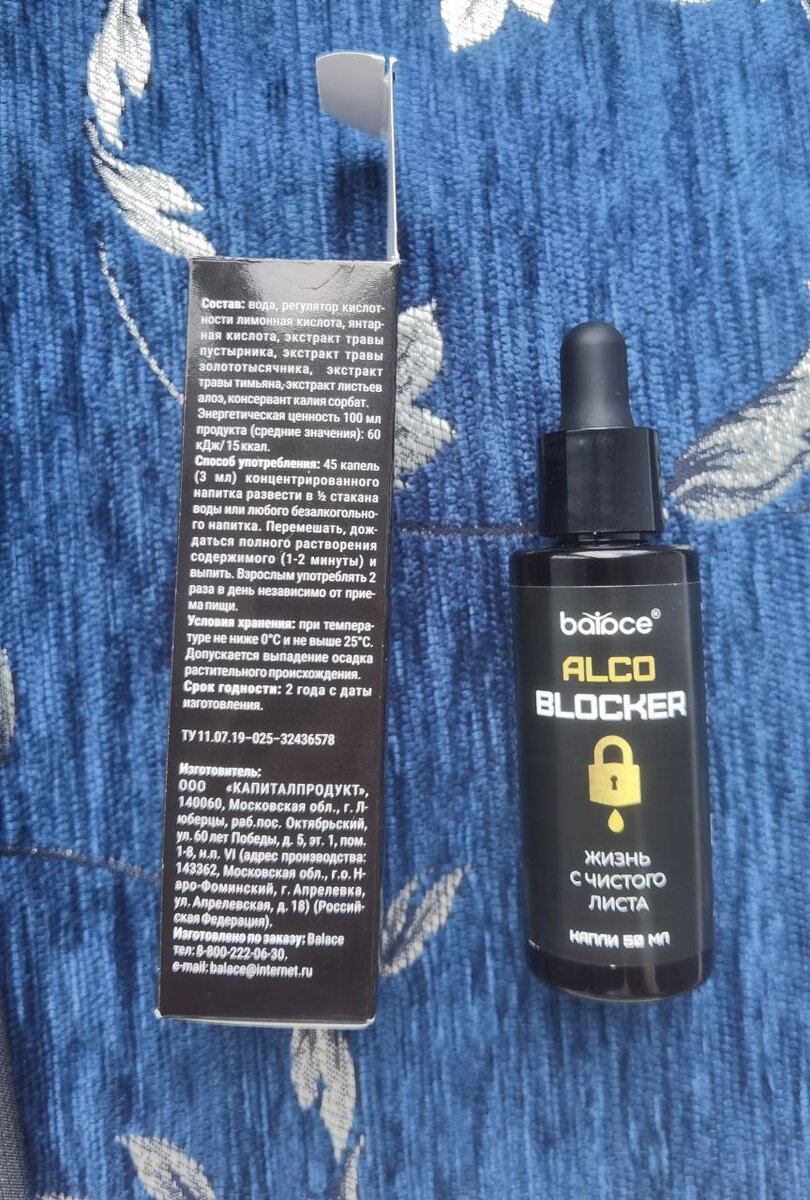 Состав: вода, регулятор кислот-
ности лимонная кислота, янтар-
ная кислота, экстракт травы
пустырника, экстракт травы
золототысячника, экстракт
травы тимьяна, экстракт листьев
алоэ, консервант калия сорбат.
Энергетическая ценность 100 мл
продукта (средние значения): 60
кДж/ 15 ккал.
Способ употребления: 45 капель
(3 мл) концентрированного
напитка развести в ½ стакана
воды или любого безалкогольно-
го напитка. Перемешать, дож-
даться полного растворения
содержимого (1-2 минуты) и
выпить. Взрослым употреблять 2
раза в день независимо от прие-
ма пищи.
Условия хранения: при темпера-
туре не ниже 0°С и не выше 25°С.
Допускается выпадение осадка
растительного происхождения.
Срок годности: 2 года с даты
изготовления.
ТУ 11.07.19-025-32436578
Изготовитель:
ООО «КАПИТАЛПРОДУКТ»,
140060, Московская обл., г. Л-
юберцы, раб.пос. Октябрьский,
ул. 60 лет Победы, д. 5, эт. 1, пом.
1-8, н.п. VI (адрес производства:
143362, Московская обл., г.о. Н-
аро-Фоминский, г. Апрелевка,
ул. Апрелевская, д. 18) (Россий-
ская Федерация),
Изготовлено по заказу: Balace
тел: 8-800-222-06-30,
e-mail: balace@internet.ru
balace®
ALCO
BLOCKER
ЖИЗНЬ
С ЧИСТОГО
ЛИСТА
КАПЛИ 50 МЛ